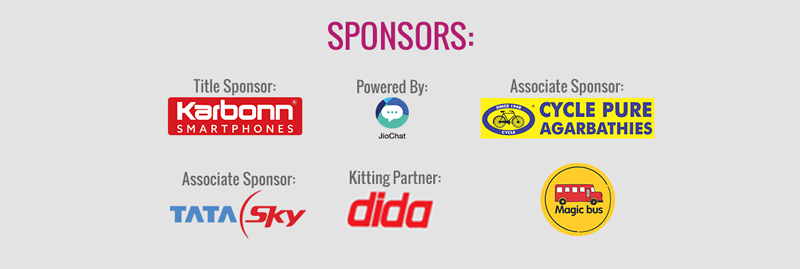 SPONSORS:
Title Sponsor:
Karbonn
SMARTPHONES
Powered By:
JioChat
Associate Sponsor:
SINCE 1948
CYCLE
CYCLE PURE
AGARBATHIES
Associate Sponsor:
TATA Sky
Kitting Partner:
dida
Magic bus